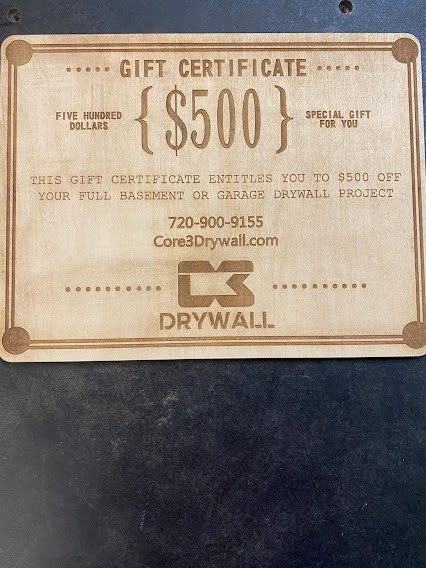 GIFT CERTIFICATE
FIVE HUNDRED
DOLLARS
{$500}
SPECIAL GIFT
FOR YOU
THIS GIFT CERTIFICATE ENTITLES YOU TO $500 OFF
YOUR FULL BASEMENT OR GARAGE DRYWALL PROJECT
720-900-9155
Core3Drywall.com
C3
DRYWALL